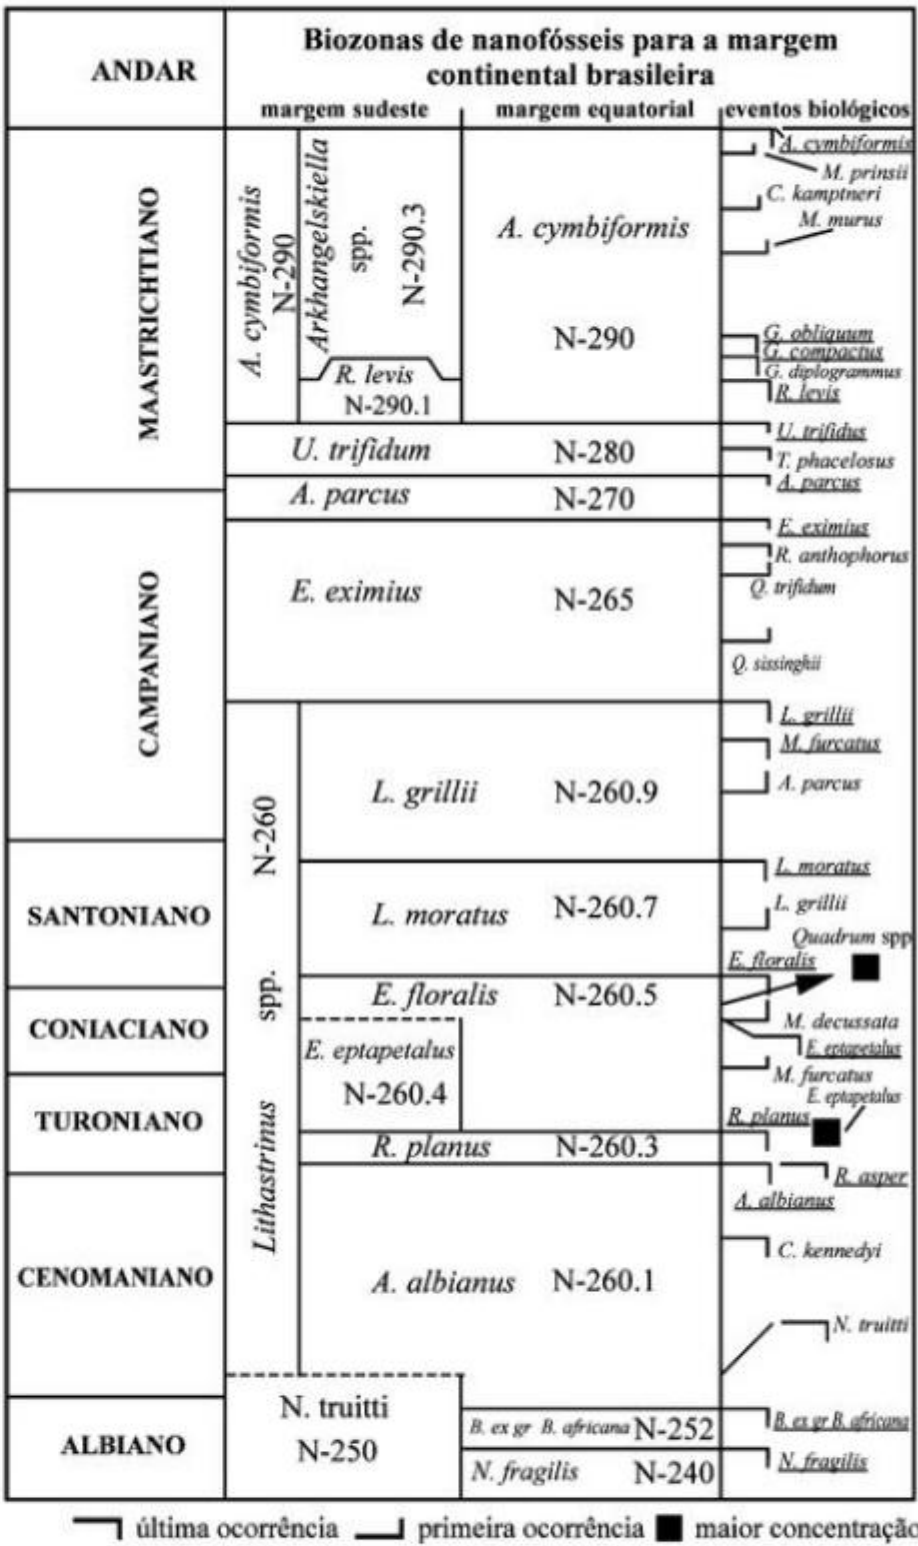 ANDAR
Biozonas de nanofósseis para a margem
continental brasileira
margem sudeste
margem equatorial
eventos biológicos
MAASTRICHTIANO
CAMPANIANO
SANTONIANO
CONIACIANO
TURONIANO
CENOMANIANO
ALBIANO
A. cymbiformis
N-290
Arkhangelskiella
spp.
N-290.3
R. levis
N-290.1
A. cymbiformis
N-290
U. trifidum
N-280
A. parcus
N-270
E. eximius
N-265
Lithastrinus spp. N-260
L. grillii
N-260.9
L. moratus
N-260.7
E. floralis
N-260.5
E. eptapetalus
N-260.4
R. planus
N-260.3
A. albianus
N-260.1
N. truitti
N-250
B. ex gr B. africana N-252
N. fragilis N-240
A. cymbiformis
M. prinsii
C. kamptneri
M. murus
G. obliquum
G. compactus
G. diplogrammus
R. levis
U. trifidus
T. phacelosus
A. parcus
E. eximius
R. anthophorus
Q. trifidum
Q. sissinghii
L. grillii
M. furcatus
A. parcus
L. moratus
L. grillii
Quadrum spp
E. floralis
M. decussata
E. eptapetalus
M. furcatus
E. eptapetalus
R. planus
R. asper
A. albianus
C. kennedyi
N. truitti
B. ex gr B. africana
N. fragilis
última ocorrência primeira ocorrência maior concentração